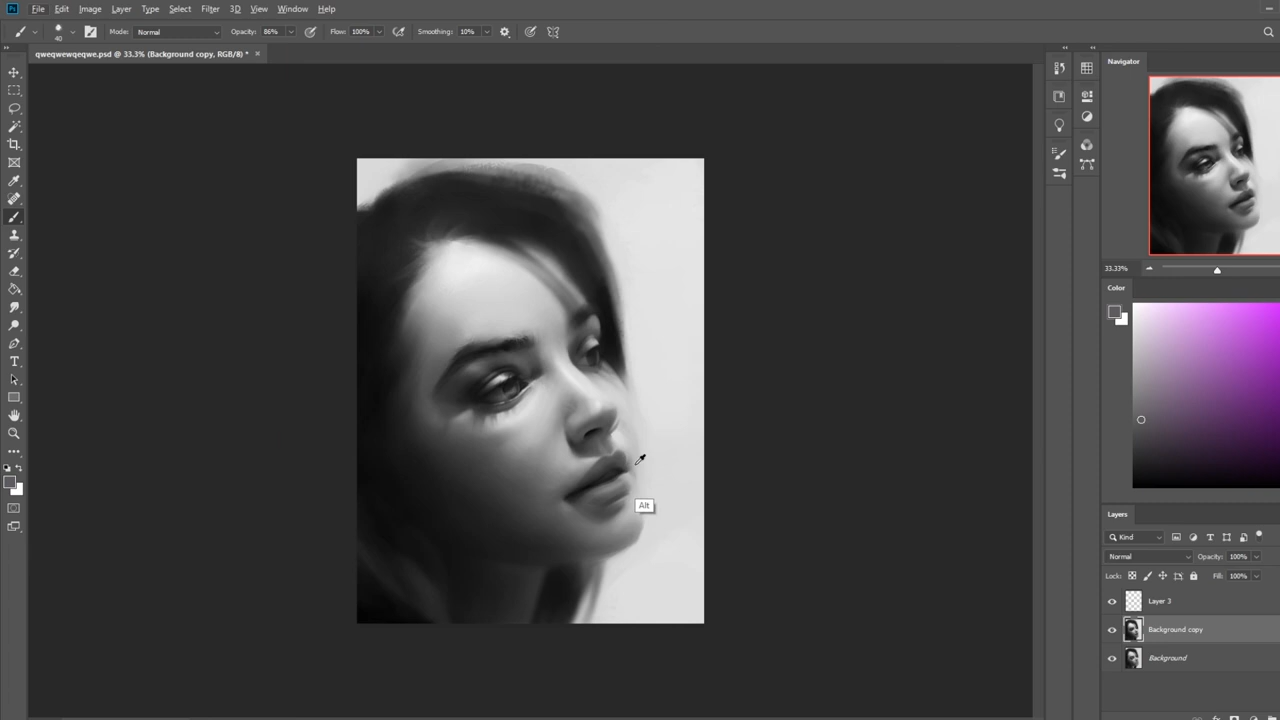 Ps File Edit Image Layer Type Select Filter 3D View Window Help
40 Mode: Normal Opacity: 86% Flow: 100% Smoothing: 10%
qweqwewqeqwe.psd @ 33.3% (Background copy, RGB/8) *
Navigator
33.33%
Color
Alt
Layers
Kind
Normal Opacity: 100%
Lock: Fill: 100%
Layer 3
Background copy
Background